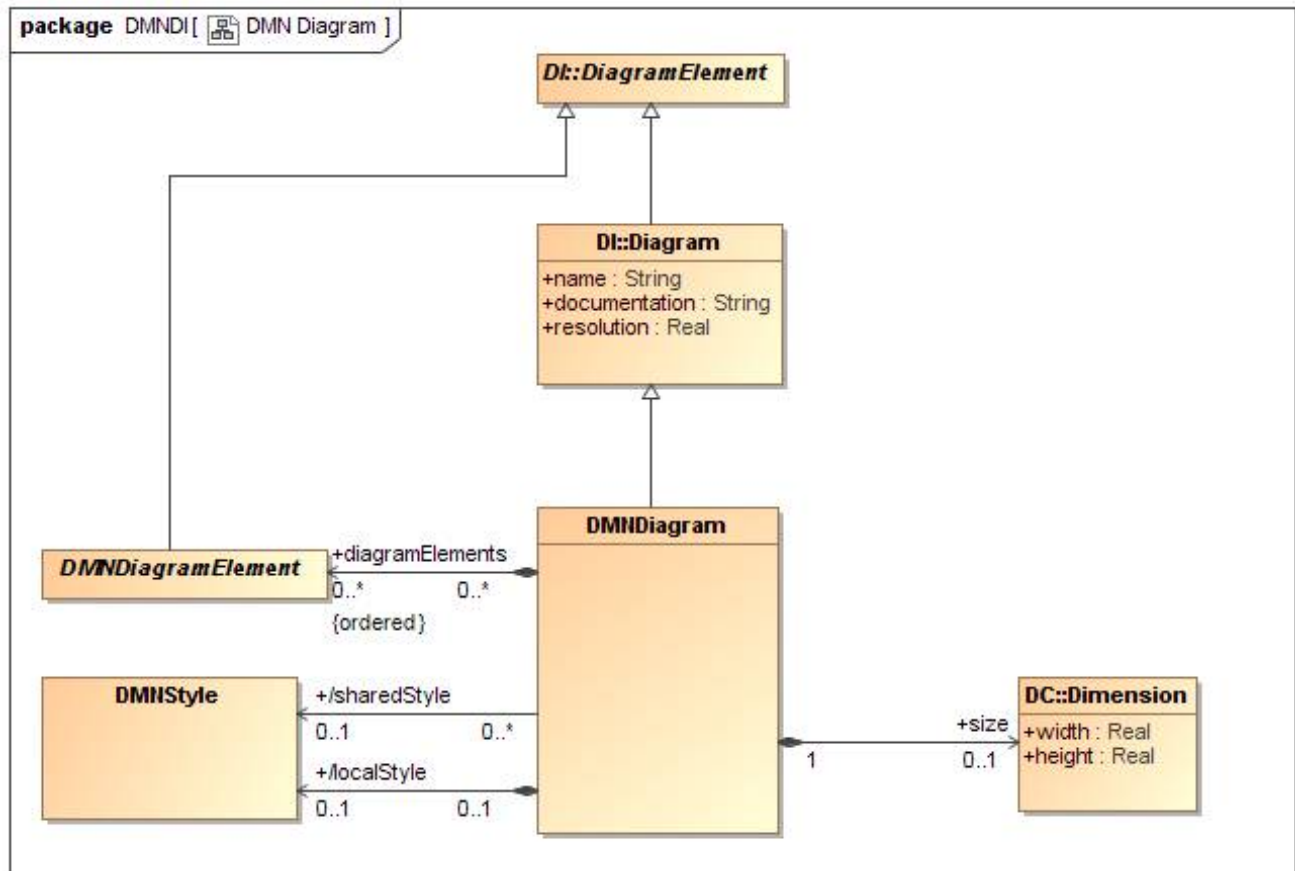 package DMNDI[ DMN Diagram ]
DI::DiagramElement
DI::Diagram
+name : String
+documentation : String
+resolution : Real
DMNDiagram
DMNDiagramElement
+diagramElements
0..* 0..*
{ordered}
DMNStyle
+/sharedStyle
0..1 0..*
+/localStyle
0..1 0..1
+size
1 0..1
DC::Dimension
+width : Real
+height : Real